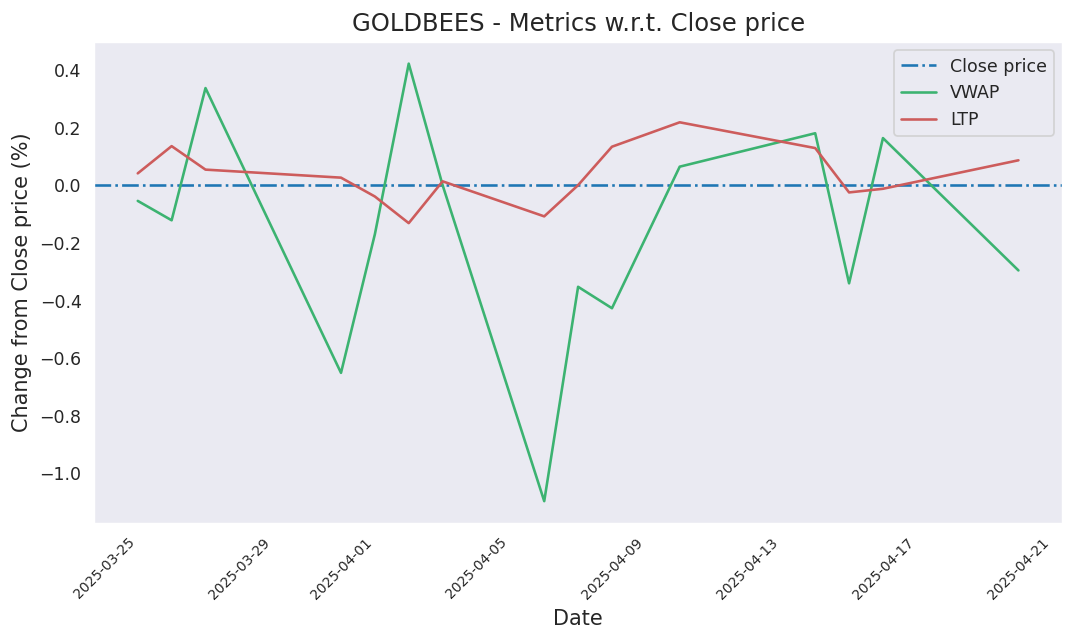 GOLDBEES - Metrics w.r.t. Close price
Change from Close price (%)
0.4
0.2
0.0
−0.2
−0.4
−0.6
−0.8
−1.0
Close price
VWAP
LTP
2025-03-25
2025-03-29
2025-04-01
2025-04-05
2025-04-09
2025-04-13
2025-04-17
2025-04-21
Date